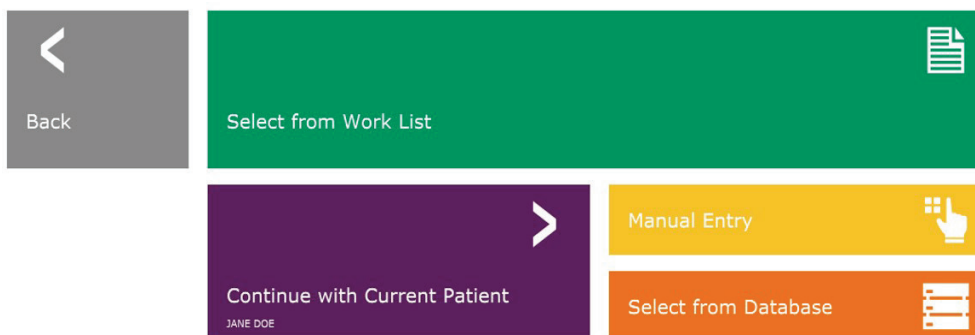 Back
Select from Work List
Manual Entry
Continue with Current Patient
JANE DOE
Select from Database